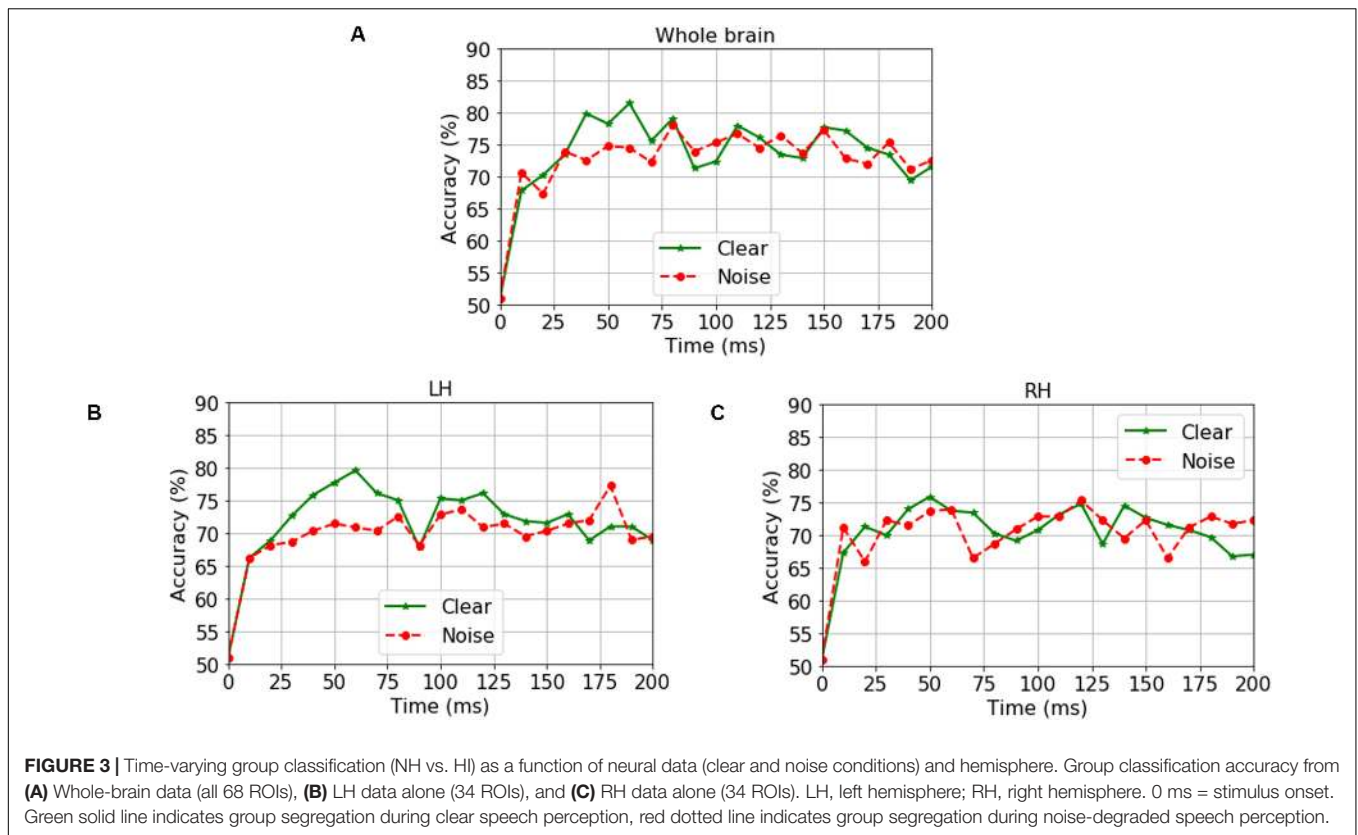 A
Whole brain
90
85
80
75
70
65
60
55
50
Accuracy (%)
Clear
Noise
0 25 50 75 100 125 150 175 200
Time (ms)
B
LH
90
85
80
75
70
65
60
55
50
Accuracy (%)
Clear
Noise
0 25 50 75 100 125 150 175 200
Time (ms)
C
RH
90
85
80
75
70
65
60
55
50
Accuracy (%)
Clear
Noise
0 25 50 75 100 125 150 175 200
Time (ms)
FIGURE 3 | Time-varying group classification (NH vs. HI) as a function of neural data (clear and noise conditions) and hemisphere. Group classification accuracy from
(A) Whole-brain data (all 68 ROIs), (B) LH data alone (34 ROIs), and (C) RH data alone (34 ROIs). LH, left hemisphere; RH, right hemisphere. 0 ms = stimulus onset.
Green solid line indicates group segregation during clear speech perception, red dotted line indicates group segregation during noise-degraded speech perception.